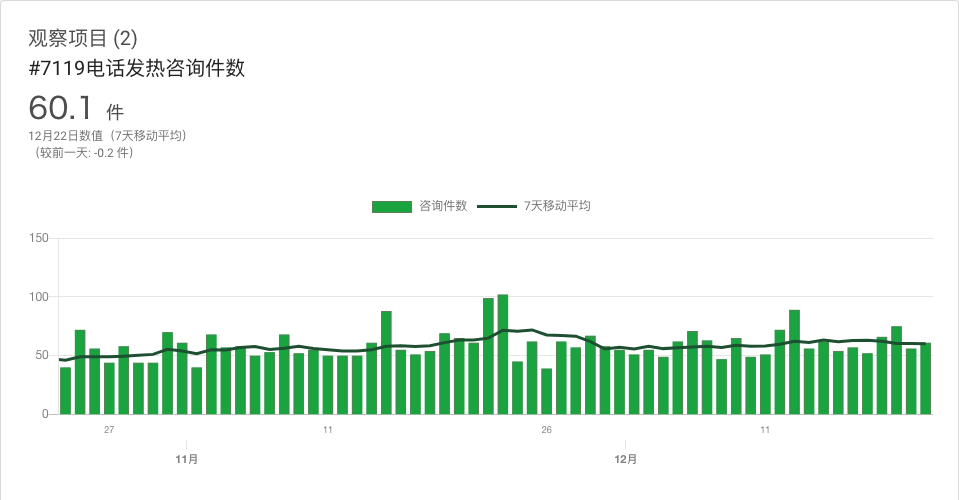 观察项目 (2)
#7119电话发热咨询件数
60.1 件
12月22日数值（7天移动平均）
（较前一天: -0.2 件）
咨询件数 7天移动平均
150
100
50
0
27 11 26 11
11月 12月